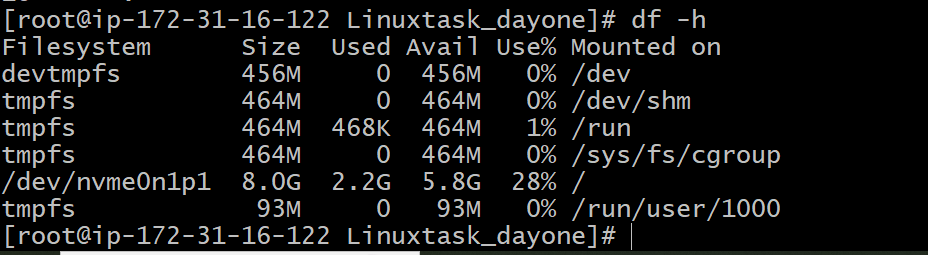 [root@ip-172-31-16-122 Linuxtask_dayone]# df -h
Filesystem      Size  Used Avail Use% Mounted on
devtmpfs        456M     0  456M   0% /dev
tmpfs           464M     0  464M   0% /dev/shm
tmpfs           464M  468K  464M   1% /run
tmpfs           464M     0  464M   0% /sys/fs/cgroup
/dev/nvme0n1p1  8.0G  2.2G  5.8G  28% /
tmpfs            93M     0   93M   0% /run/user/1000
[root@ip-172-31-16-122 Linuxtask_dayone]#